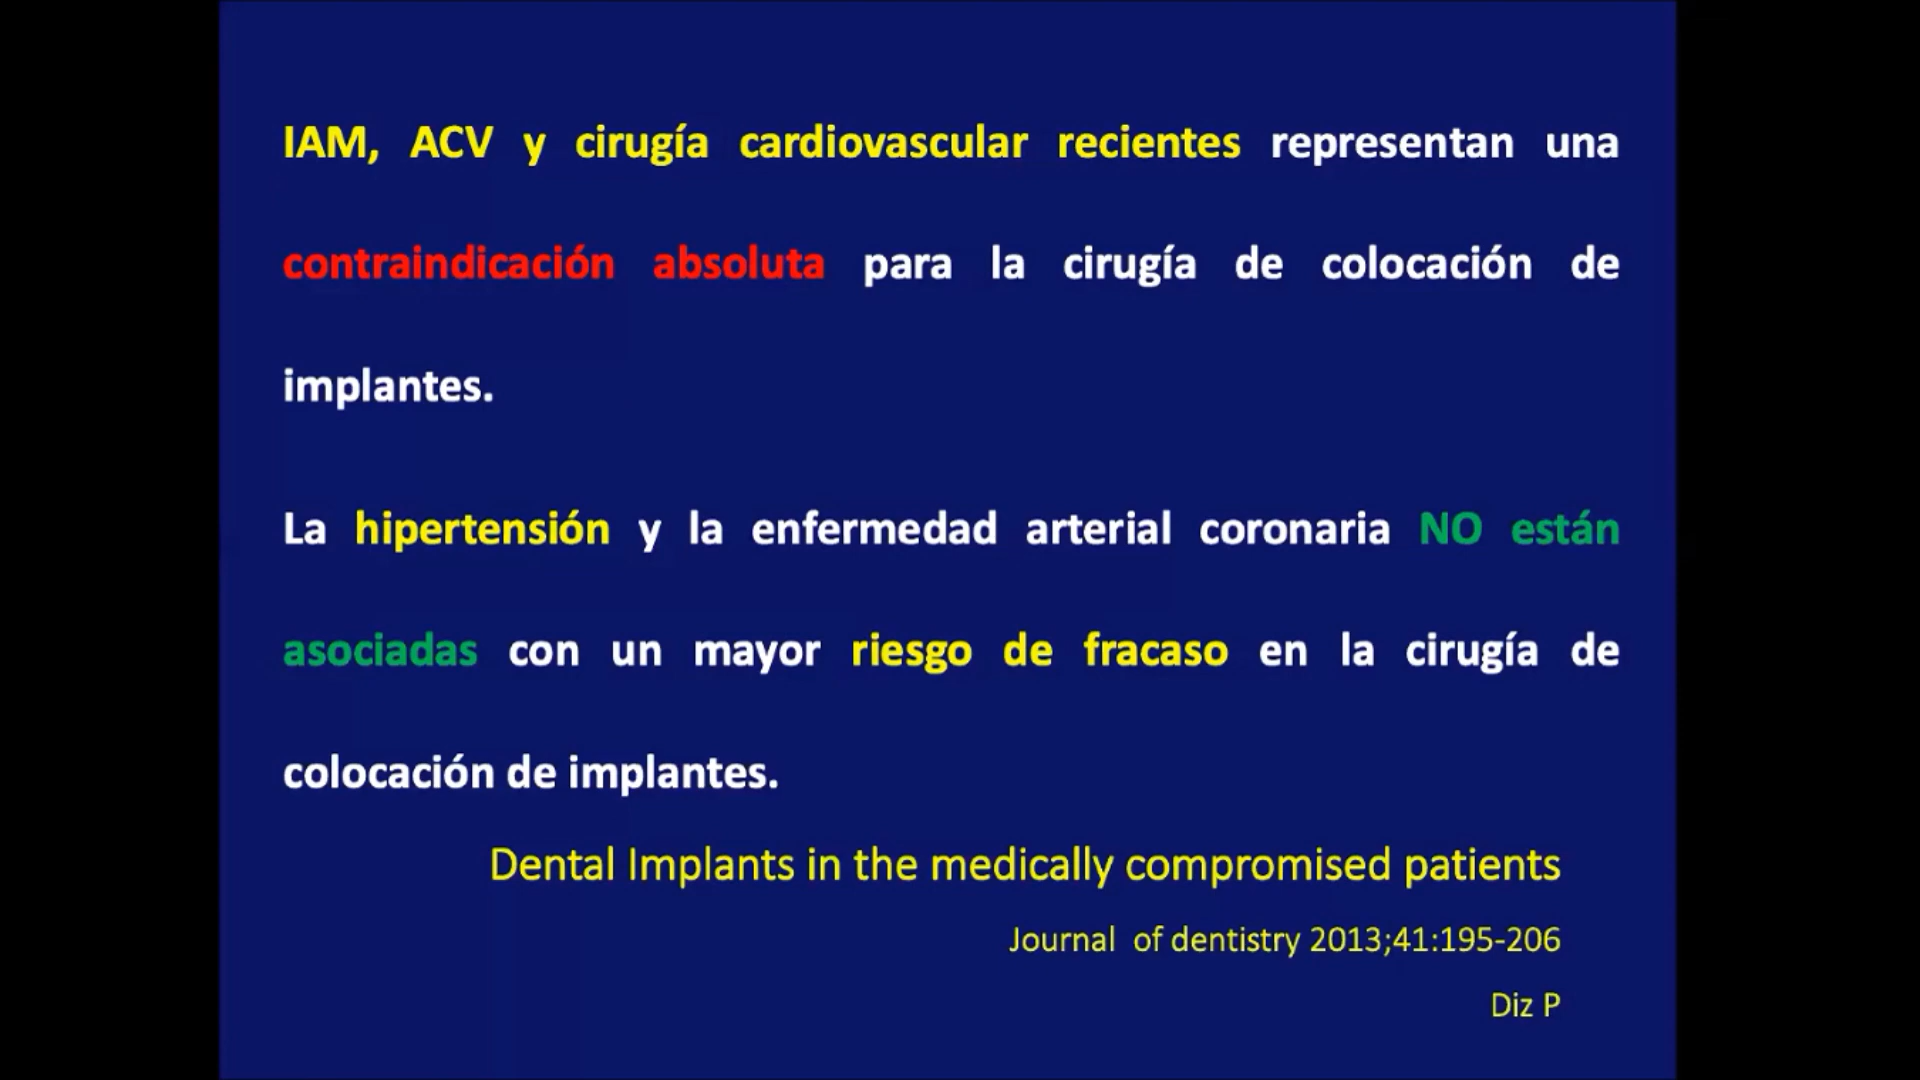 IAM, ACV y cirugía cardiovascular recientes representan una
contraindicación absoluta para la cirugía de colocación de
implantes.
La hipertensión y la enfermedad arterial coronaria NO están
asociadas con un mayor riesgo de fracaso en la cirugía de
colocación de implantes.
Dental Implants in the medically compromised patients
Journal of dentistry 2013;41:195-206
Diz P